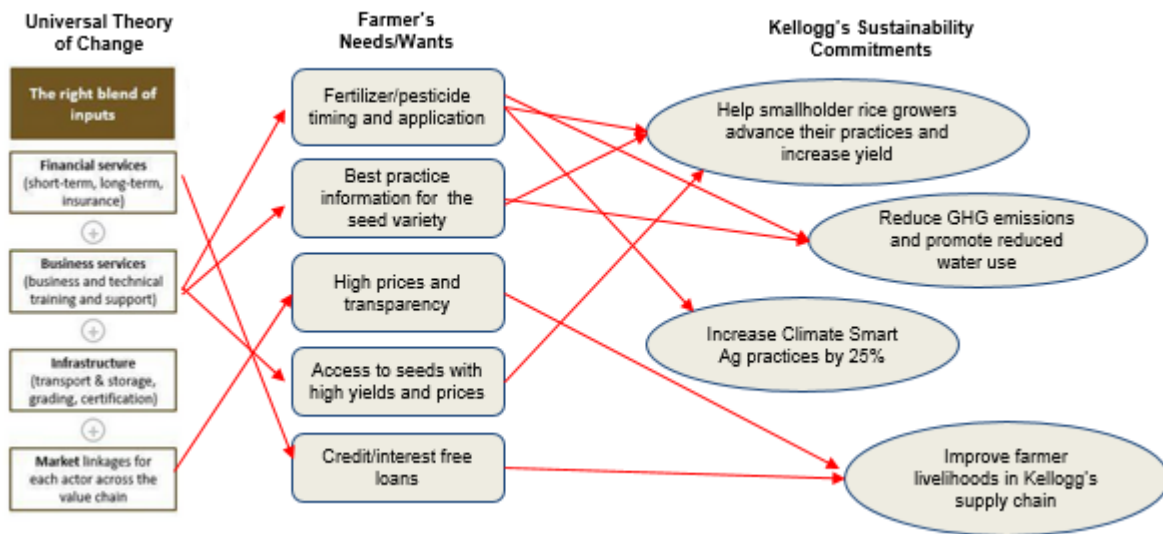 Universal Theory
of Change
The right blend of
inputs
Financial services
(short-term, long-term,
insurance)
+
Business services
(business and technical
training and support)
+
Infrastructure
(transport & storage,
grading, certification)
+
Market linkages for
each actor across the
value chain
Farmer's
Needs/Wants
Fertilizer/pesticide
timing and application
Best practice
information for the
seed variety
High prices and
transparency
Access to seeds with
high yields and prices
Credit/interest free
loans
Kellogg's Sustainability
Commitments
Help smallholder rice growers
advance their practices and
increase yield
Reduce GHG emissions
and promote reduced
water use
Increase Climate Smart
Ag practices by 25%
Improve farmer
livelihoods in Kellogg's
supply chain